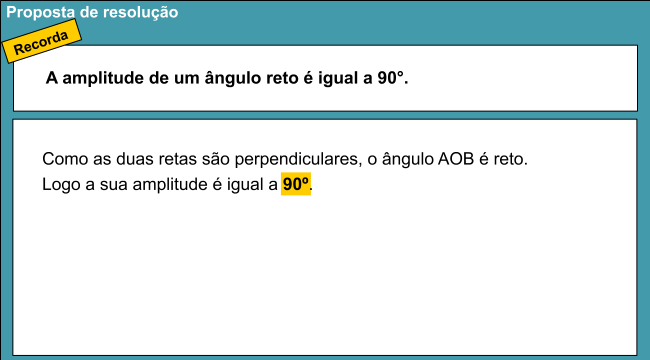 Proposta de resolução
Recorda
A amplitude de um ângulo reto é igual a 90°.
Como as duas retas são perpendiculares, o ângulo AOB é reto.
Logo a sua amplitude é igual a 90º.